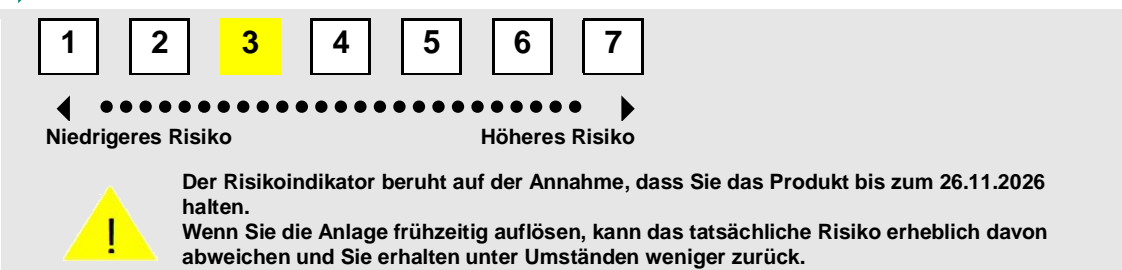 1 2 3 4 5 6 7
Niedrigeres Risiko Höheres Risiko
Der Risikoindikator beruht auf der Annahme, dass Sie das Produkt bis zum 26.11.2026
halten.
!
Wenn Sie die Anlage frühzeitig auflösen, kann das tatsächliche Risiko erheblich davon
abweichen und Sie erhalten unter Umständen weniger zurück.